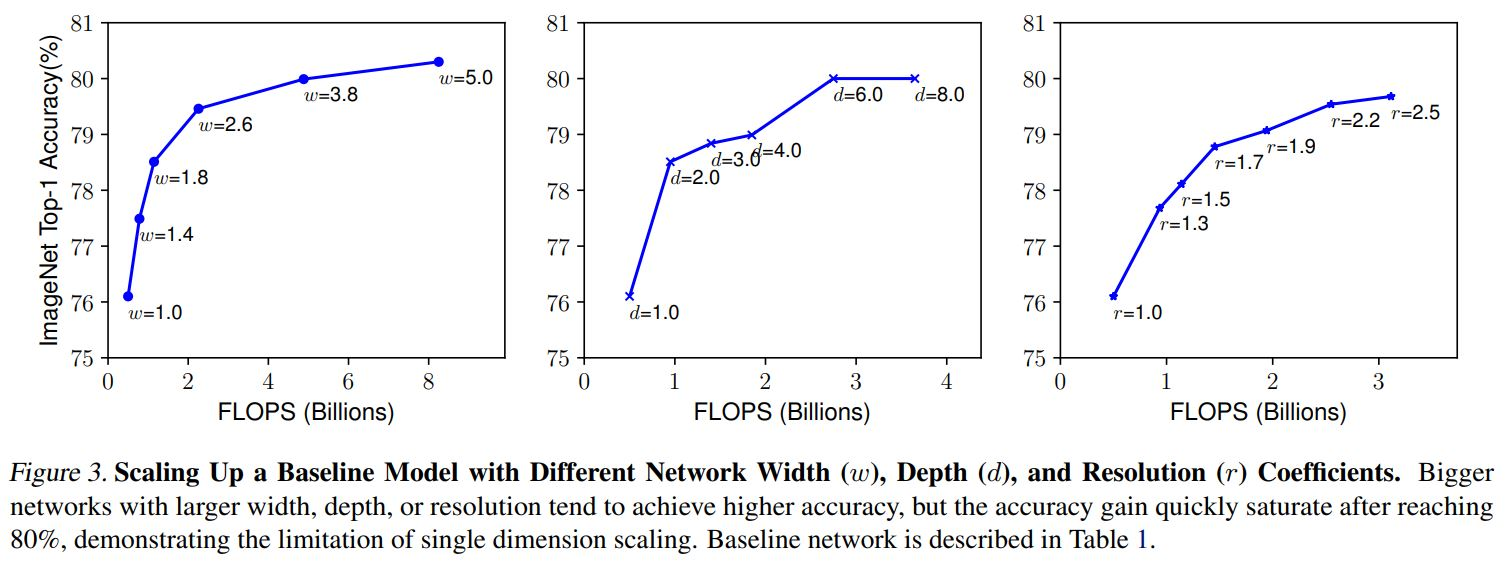 ImageNet Top-1 Accuracy(%)
81
80
79
78
77
76
75
w=1.0
w=1.4
w=1.8
w=2.6
w=3.8
w=5.0
0 2 4 6 8
FLOPS (Billions)
81
80
79
78
77
76
75
d=1.0
d=2.0
d=3.0
d=4.0
d=6.0
d=8.0
0 1 2 3 4
FLOPS (Billions)
81
80
79
78
77
76
75
r=1.0
r=1.3
r=1.5
r=1.7
r=1.9
r=2.2
r=2.5
0 1 2 3
FLOPS (Billions)
Figure 3. Scaling Up a Baseline Model with Different Network Width (w), Depth (d), and Resolution (r) Coefficients. Bigger
networks with larger width, depth, or resolution tend to achieve higher accuracy, but the accuracy gain quickly saturate after reaching
80%, demonstrating the limitation of single dimension scaling. Baseline network is described in Table 1.